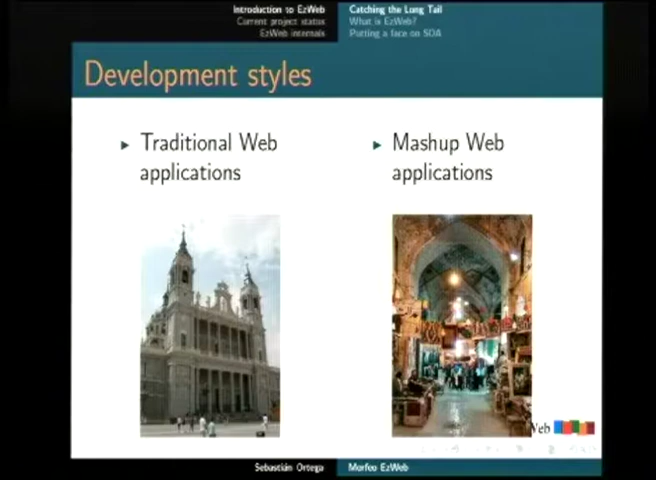 Introduction to EzWeb
Current project status
EzWeb internals
Catching the Long Tail
What is EzWeb?
Putting a face on SOA
Development styles
Traditional Web
applications
Mashup Web
applications
Web
Sebastián Ortega
Morfeo EzWeb